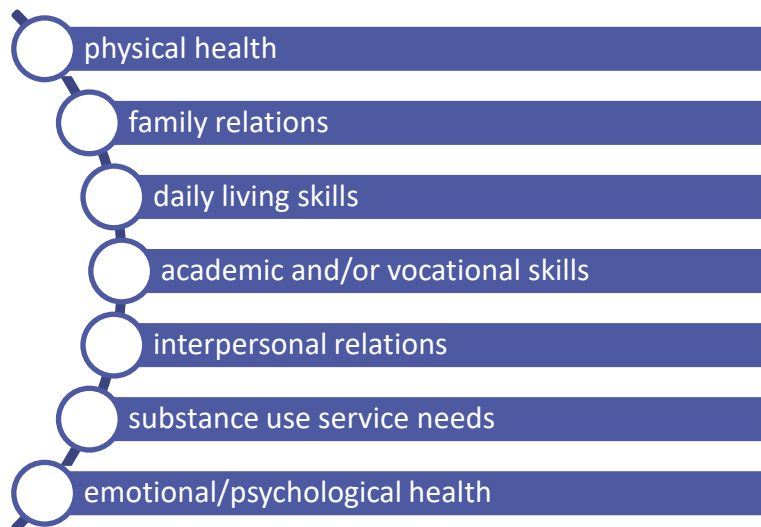 physical health
family relations
daily living skills
academic and/or vocational skills
interpersonal relations
substance use service needs
emotional/psychological health